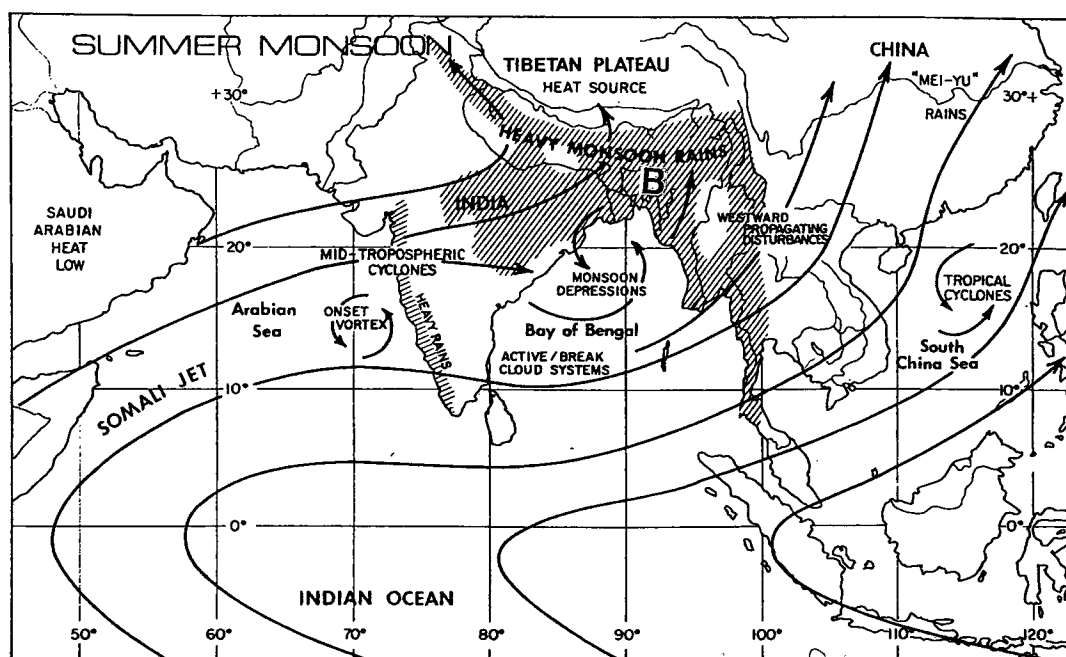 SUMMER MONSOON
TIBETAN PLATEAU
HEAT SOURCE
CHINA
"MEI-YU"
RAINS
+30°
30°+
HEAVY MONSOON RAINS
B
INDIA
SAUDI
ARABIAN
HEAT
LOW
20°
20°
WESTWARD
PROPAGATING
DISTURBANCES
MID-TROPOSPHERIC
CYCLONES
MONSOON
DEPRESSIONS
TROPICAL
CYCLONES
Arabian
Sea
ONSET
VORTEX
HEAVY RAINS
Bay of Bengal
ACTIVE/BREAK
CLOUD SYSTEMS
South
China Sea
SOMALI JET
10°
10°
0°
0°
INDIAN OCEAN
50°
60°
70°
80°
90°
100°
110°
120°